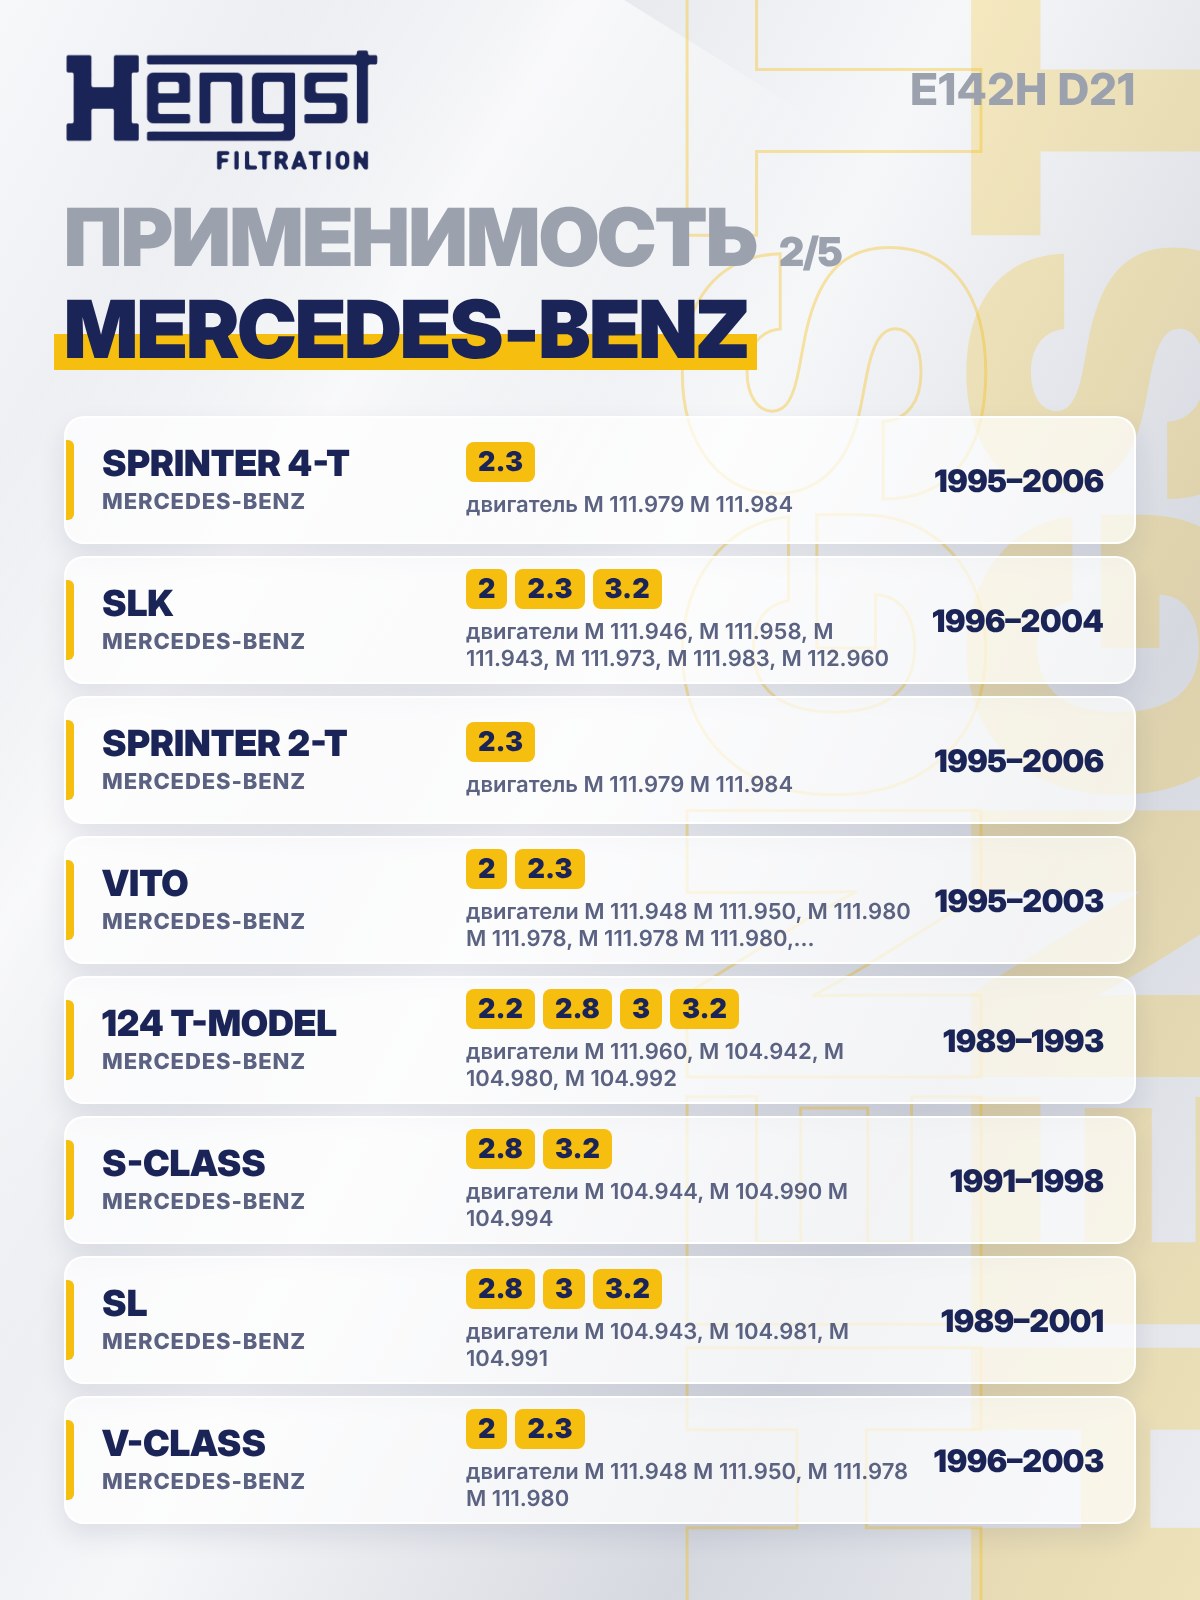 Hengst
FILTRATION
E142H D21
ПРИМЕНИМОСТЬ 2/5
MERCEDES-BENZ
SPRINTER 4-T
MERCEDES-BENZ
2.3
двигатель M 111.979 M 111.984
1995–2006
SLK
MERCEDES-BENZ
2 2.3 3.2
двигатели M 111.946, M 111.958, M
111.943, M 111.973, M 111.983, M 112.960
1996–2004
SPRINTER 2-T
MERCEDES-BENZ
2.3
двигатель M 111.979 M 111.984
1995–2006
VITO
MERCEDES-BENZ
2 2.3
двигатели M 111.948 M 111.950, M 111.980
M 111.978, M 111.978 M 111.980,...
1995–2003
124 T-MODEL
MERCEDES-BENZ
2.2 2.8 3 3.2
двигатели M 111.960, M 104.942, M
104.980, M 104.992
1989–1993
S-CLASS
MERCEDES-BENZ
2.8 3.2
двигатели M 104.944, M 104.990 M
104.994
1991–1998
SL
MERCEDES-BENZ
2.8 3 3.2
двигатели M 104.943, M 104.981, M
104.991
1989–2001
V-CLASS
MERCEDES-BENZ
2 2.3
двигатели M 111.948 M 111.950, M 111.978
M 111.980
1996–2003
HENGST
HENGST